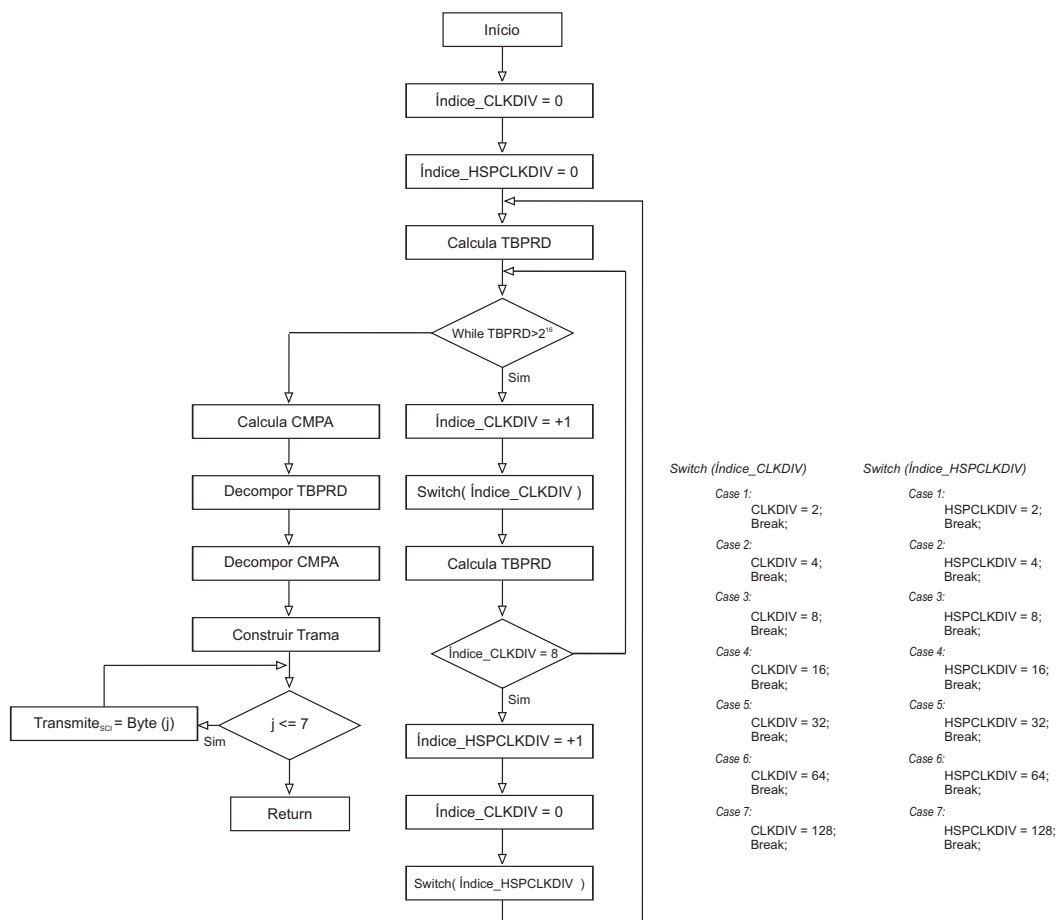 Início
Índice_CLKDIV = 0
Índice_HSPCLKDIV = 0
Calcula TBPRD
While TBPRD>2¹⁶
Sim
Calcula CMPA
Índice_CLKDIV = +1
Decompor TBPRD
Switch( Índice_CLKDIV )
Decompor CMPA
Calcula TBPRD
Construir Trama
Índice_CLKDIV = 8
Sim
Transmite_SCI = Byte (j)
Sim
j <= 7
Índice_HSPCLKDIV = +1
Return
Índice_CLKDIV = 0
Switch( Índice_HSPCLKDIV )
Switch (Índice_CLKDIV)
Case 1:
CLKDIV = 2;
Break;
Case 2:
CLKDIV = 4;
Break;
Case 3:
CLKDIV = 8;
Break;
Case 4:
CLKDIV = 16;
Break;
Case 5:
CLKDIV = 32;
Break;
Case 6:
CLKDIV = 64;
Break;
Case 7:
CLKDIV = 128;
Break;
Switch (Índice_HSPCLKDIV)
Case 1:
HSPCLKDIV = 2;
Break;
Case 2:
HSPCLKDIV = 4;
Break;
Case 3:
HSPCLKDIV = 8;
Break;
Case 4:
HSPCLKDIV = 16;
Break;
Case 5:
HSPCLKDIV = 32;
Break;
Case 6:
HSPCLKDIV = 64;
Break;
Case 7:
HSPCLKDIV = 128;
Break;